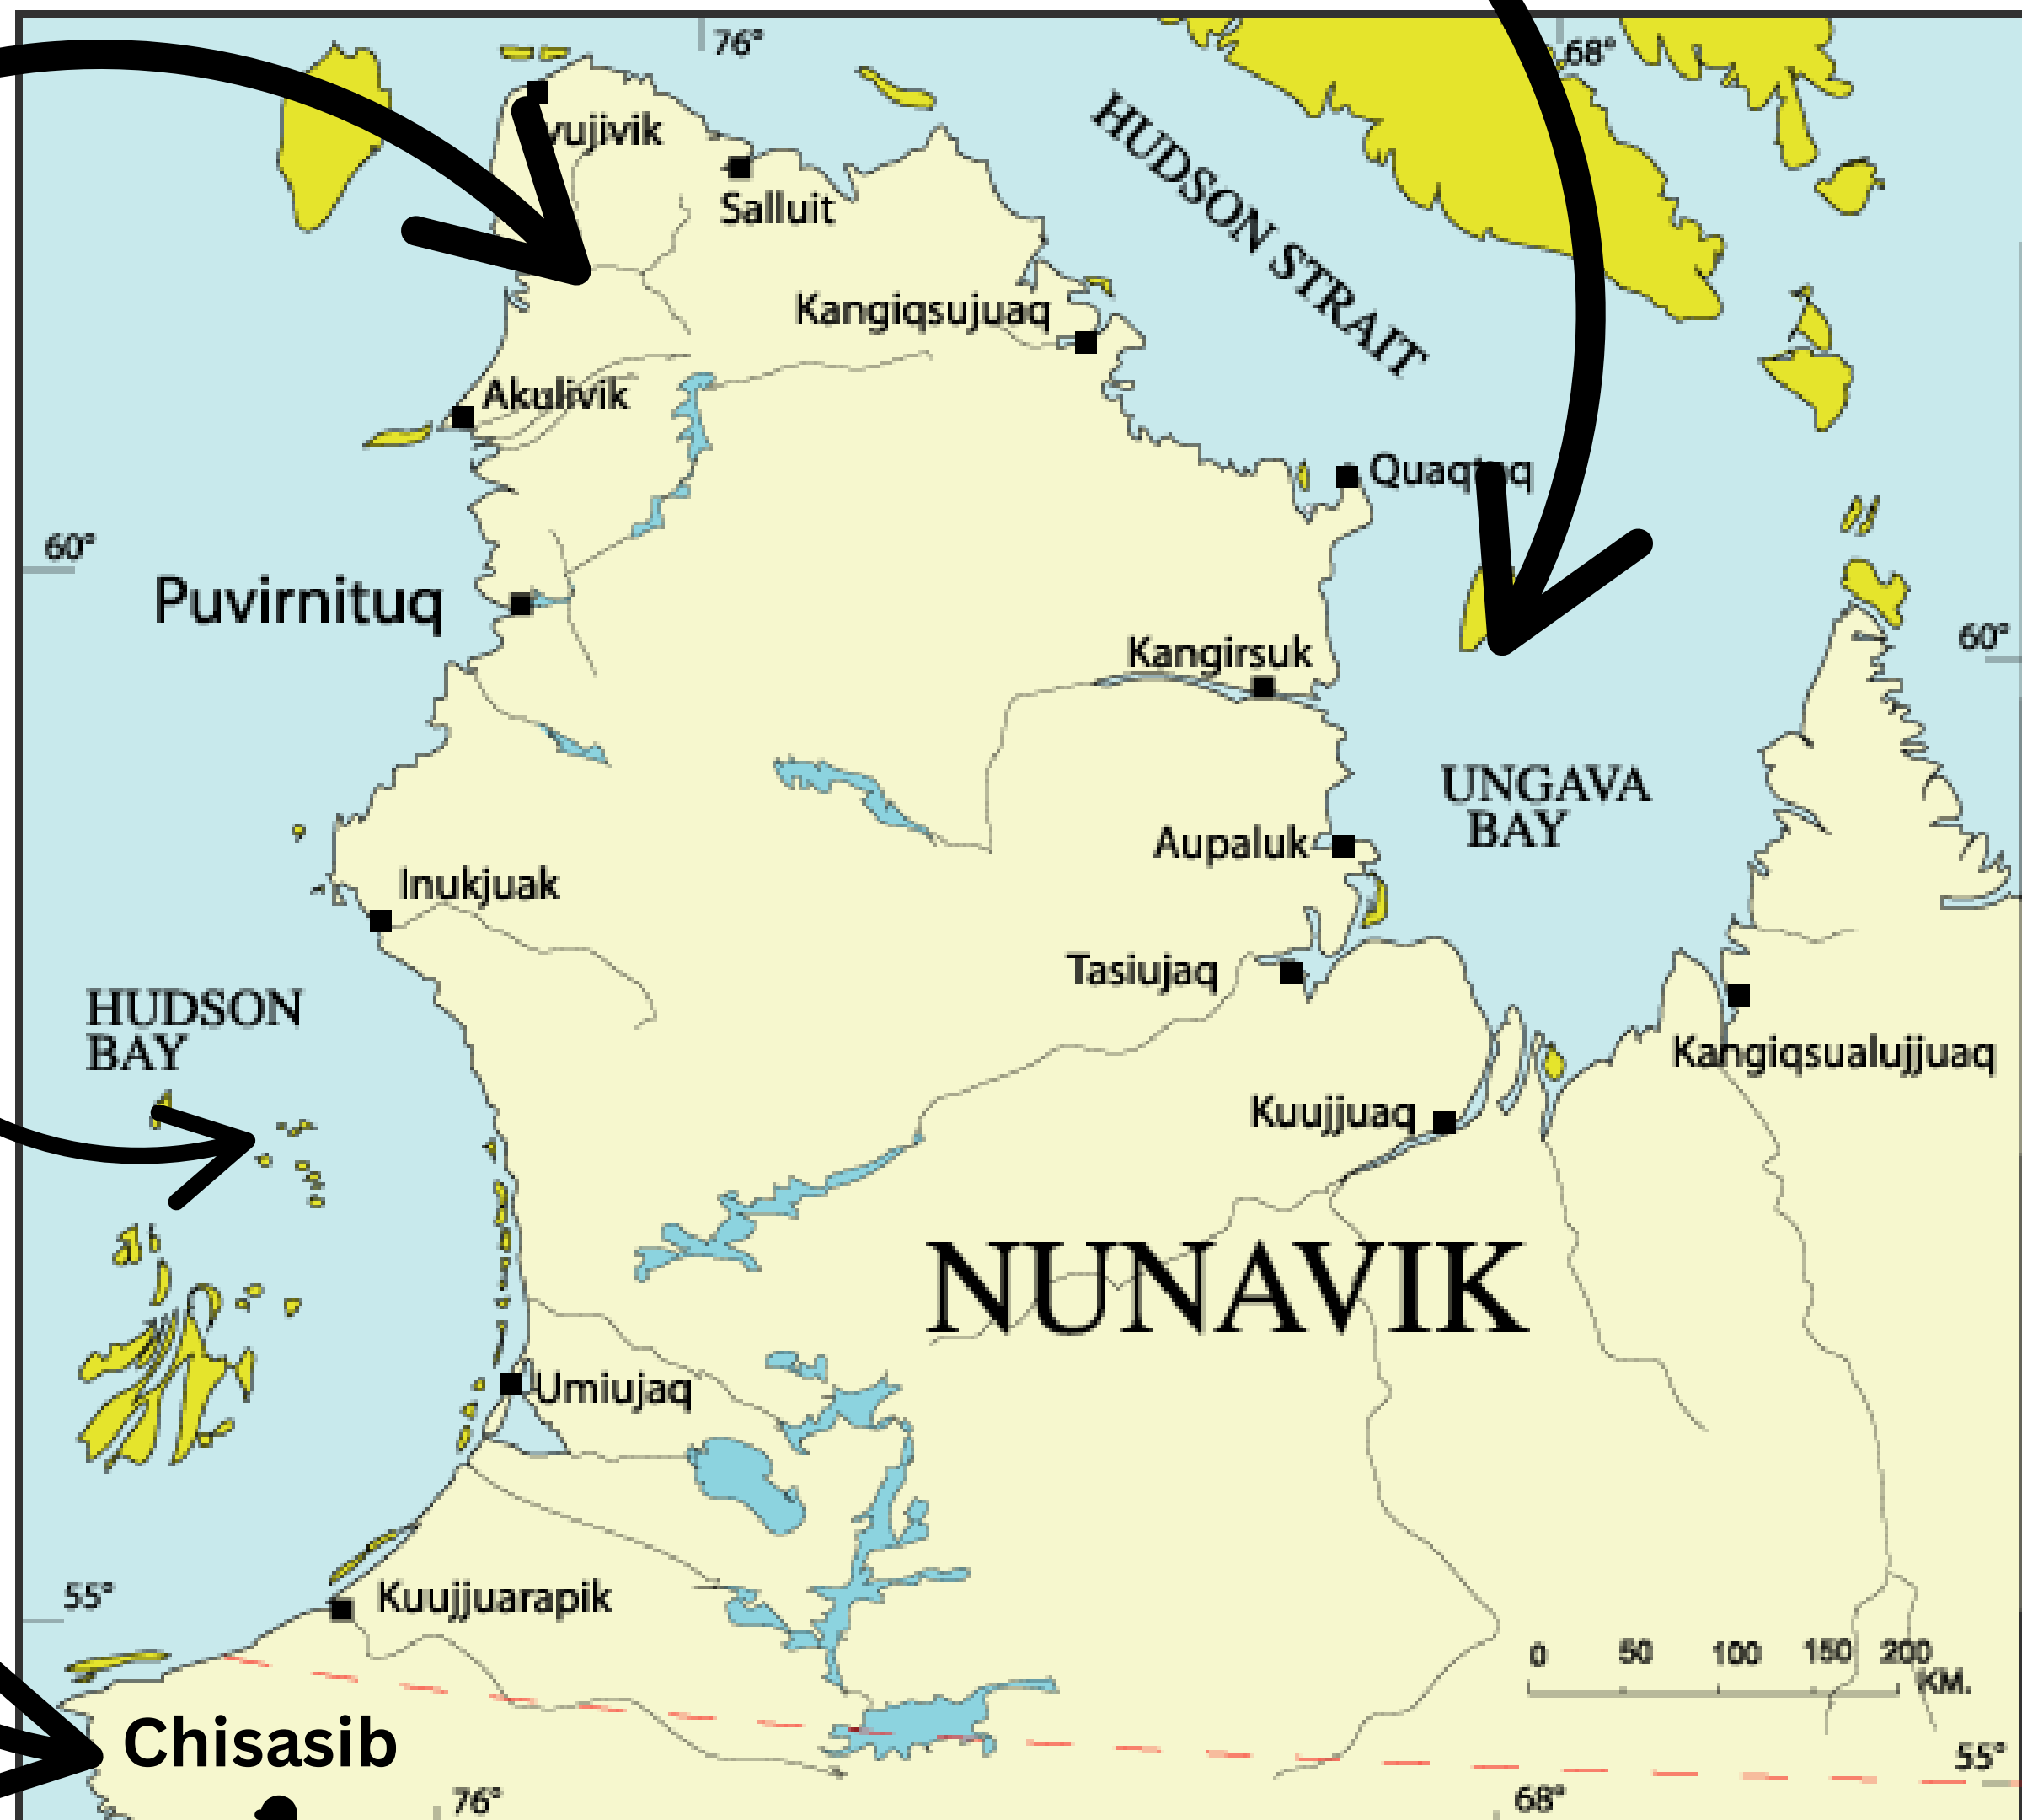 76°
68°
vujivik
Salluit
HUDSON STRAIT
Kangiqsujuaq
Akulivik
60°
Puvirnituq
Kangirsuk
60°
UNGAVA
BAY
Aupaluk
Inukjuak
Tasiujaq
HUDSON
BAY
Kangiqsualujjuaq
Kuujjuaq
NUNAVIK
Umiujaq
55°
Kuujjuarapik
0 50 100 150 200
KM.
Chisasib
55°
76°
68°